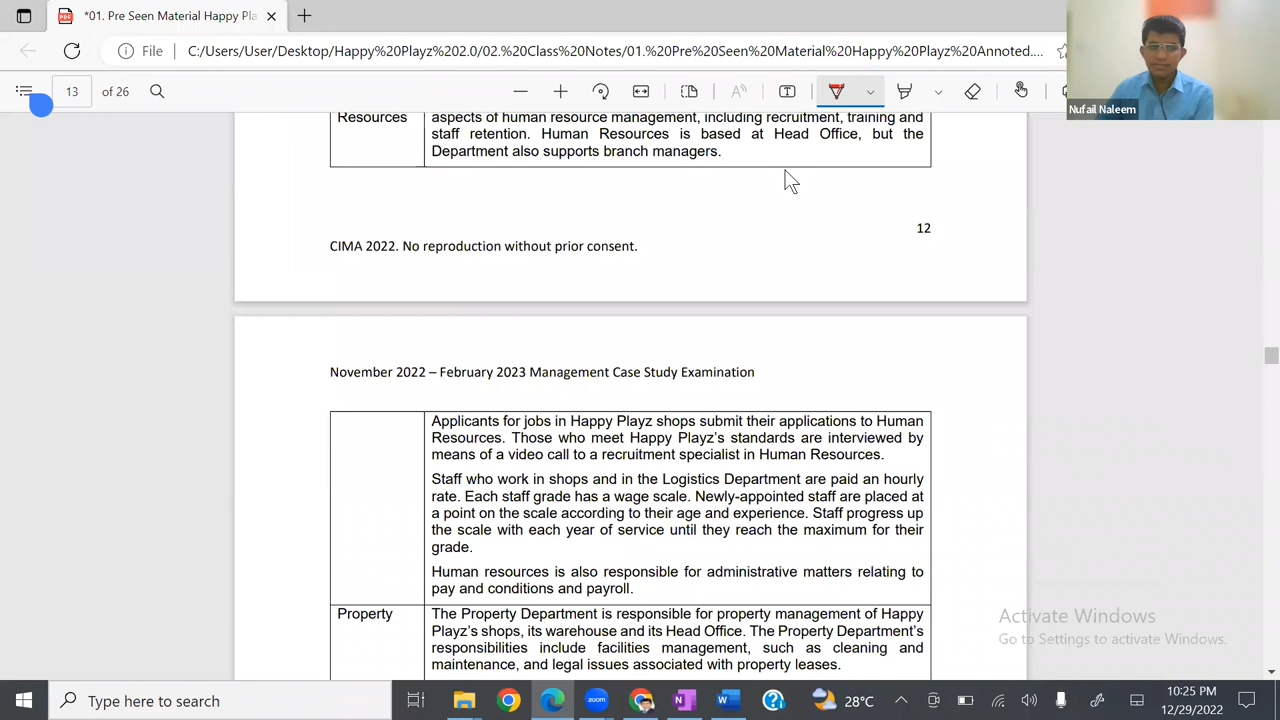 *01. Pre Seen Material Happy Pla
File
C:/Users/User/Desktop/Happy%20Playz%202.0/02.%20Class%20Notes/01.%20Pre%20Seen%20Material%20Happy%20Playz%20Annoted....
13 of 26
Nufail Naleem
Resources
aspects of human resource management, including recruitment, training and
staff retention. Human Resources is based at Head Office, but the
Department also supports branch managers.
12
CIMA 2022. No reproduction without prior consent.
November 2022 – February 2023 Management Case Study Examination
Applicants for jobs in Happy Playz shops submit their applications to Human
Resources. Those who meet Happy Playz's standards are interviewed by
means of a video call to a recruitment specialist in Human Resources.
Staff who work in shops and in the Logistics Department are paid an hourly
rate. Each staff grade has a wage scale. Newly-appointed staff are placed at
a point on the scale according to their age and experience. Staff progress up
the scale with each year of service until they reach the maximum for their
grade.
Human resources is also responsible for administrative matters relating to
pay and conditions and payroll.
Property
The Property Department is responsible for property management of Happy
Playz's shops, its warehouse and its Head Office. The Property Department's
responsibilities include facilities management, such as cleaning and
maintenance, and legal issues associated with property leases.
Activate Windows
Go to Settings to activate Windows.
Type here to search
zoom
28°C
10:25 PM
12/29/2022